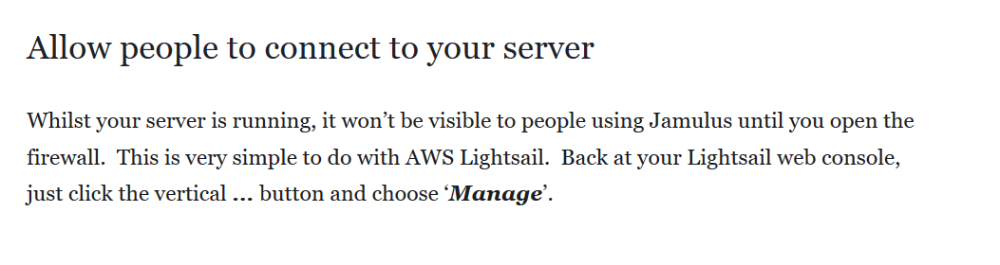 Allow people to connect to your server
Whilst your server is running, it won’t be visible to people using Jamulus until you open the
firewall.  This is very simple to do with AWS Lightsail.  Back at your Lightsail web console,
just click the vertical ... button and choose ‘Manage’.